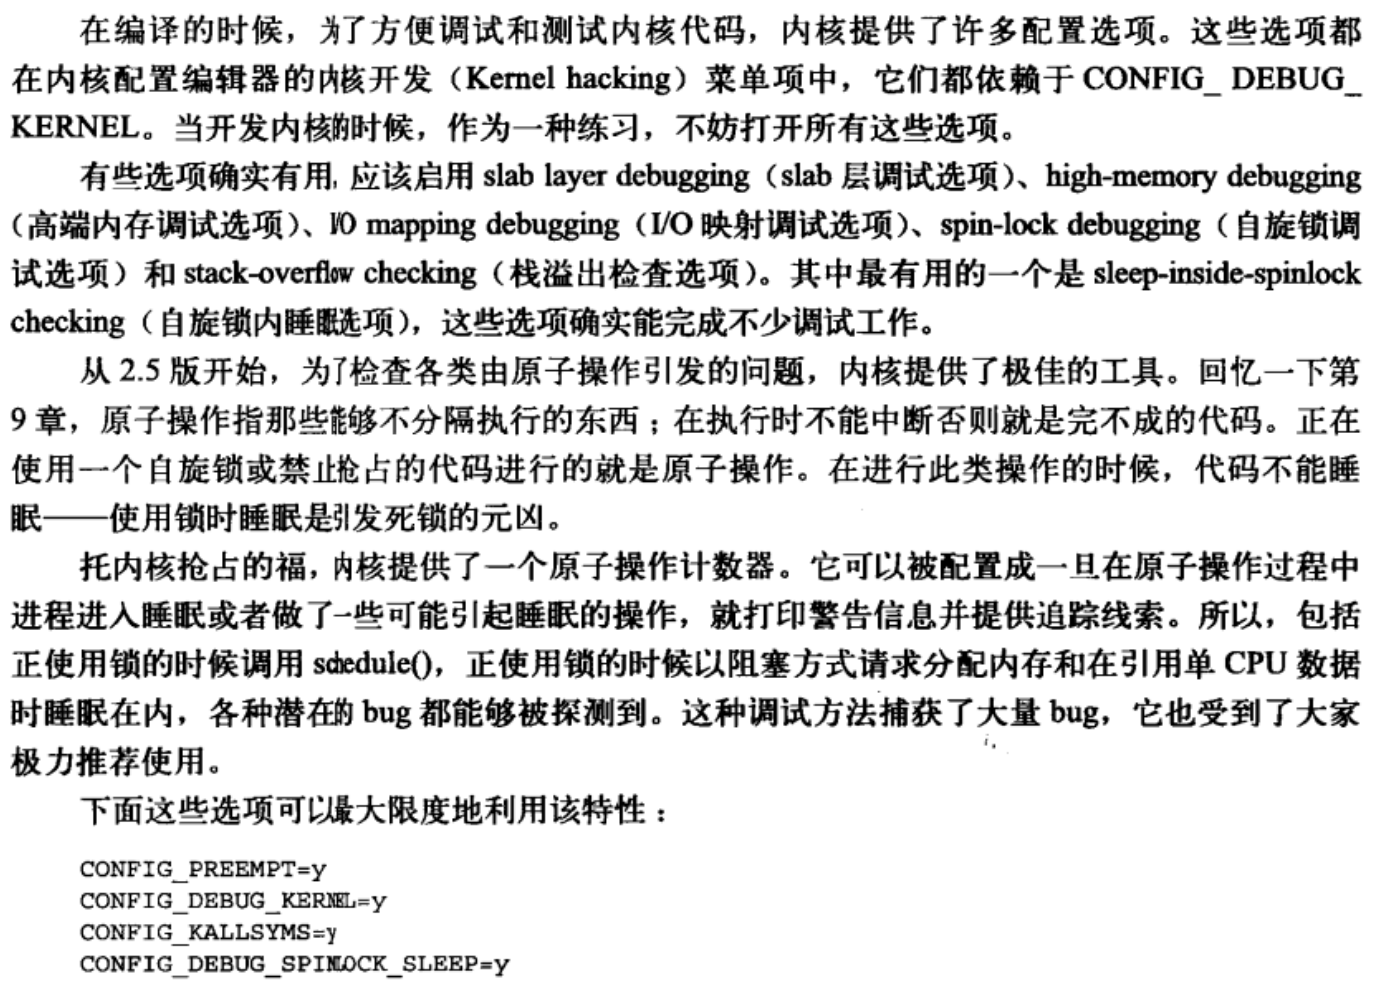 在编译的时候，为了方便调试和测试内核代码，内核提供了许多配置选项。这些选项都
在内核配置编辑器的内核开发（Kernel hacking）菜单项中，它们都依赖于 CONFIG_ DEBUG_
KERNEL。当开发内核的时候，作为一种练习，不妨打开所有这些选项。
有些选项确实有用，应该启用 slab layer debugging（slab 层调试选项）、high-memory debugging
（高端内存调试选项）、I/O mapping debugging（I/O 映射调试选项）、spin-lock debugging（自旋锁调
试选项）和 stack-overflow checking（栈溢出检查选项）。其中最有用的一个是 sleep-inside-spinlock
checking（自旋锁内睡眠选项），这些选项确实能完成不少调试工作。
从 2.5 版开始，为了检查各类由原子操作引发的问题，内核提供了极佳的工具。回忆一下第
9 章，原子操作指那些能够不分隔执行的东西；在执行时不能中断否则就是完不成的代码。正在
使用一个自旋锁或禁止抢占的代码进行的就是原子操作。在进行此类操作的时候，代码不能睡
眠——使用锁时睡眠是引发死锁的元凶。
托内核抢占的福，内核提供了一个原子操作计数器。它可以被配置成一旦在原子操作过程中
进程进入睡眠或者做了一些可能引起睡眠的操作，就打印警告信息并提供追踪线索。所以，包括
正使用锁的时候调用 schedule()，正使用锁的时候以阻塞方式请求分配内存和在引用单 CPU 数据
时睡眠在内，各种潜在的 bug 都能够被探测到。这种调试方法捕获了大量 bug，它也受到了大家
极力推荐使用。
下面这些选项可以最大限度地利用该特性：
CONFIG_PREEMPT=y
CONFIG_DEBUG_KERNEL=y
CONFIG_KALLSYMS=y
CONFIG_DEBUG_SPINLOCK_SLEEP=y